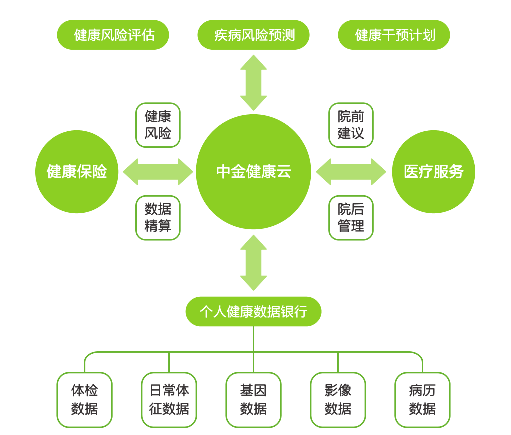 健康风险评估
疾病风险预测
健康干预计划
健康
风险
院前
建议
健康保险
中金健康云
医疗服务
数据
精算
院后
管理
个人健康数据银行
体检
数据
日常体
征数据
基因
数据
影像
数据
病历
数据